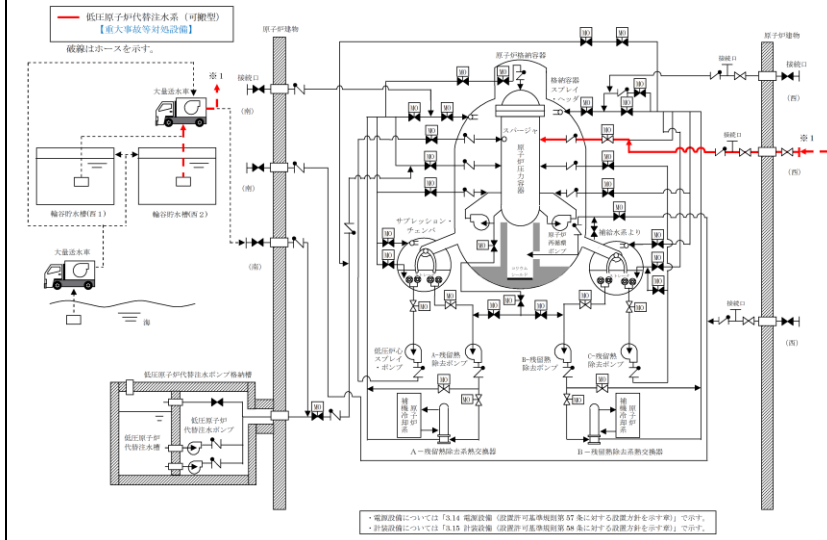 低圧原子炉代替注水系（可搬型）
【重大事故等対処設備】
破線はホースを示す。
原子炉建物
原子炉建物
大量送水車
※1
接続口
(南)
(南)
(南)
輪谷貯水槽(西1)
輪谷貯水槽(西2)
大量送水車
海
原子炉格納容器
格納容器
スプレイ・
ヘッダ
スパージャ
原子炉圧力容器
サプレッション・
チェンバ
原子炉
再循環
ポンプ
補給水系より
接続口
(西)
接続口
※1
(西)
接続口
(西)
MO
低圧炉心
スプレイ
・ポンプ
A-残留熱
除去ポンプ
B-残留熱
除去ポンプ
C-残留熱
除去ポンプ
低圧原子炉代替注水ポンプ格納槽
低圧原子炉
代替注水槽
低圧原子炉
代替注水ポンプ
原子炉
補機冷却系
原子炉
補機冷却系
A－残留熱除去系熱交換器
B－残留熱除去系熱交換器
・電源設備については「3.14 電源設備（設置許可基準規則第57条に対する設置方針を示す章）」で示す。
・計装設備については「3.15 計装設備（設置許可基準規則第58条に対する設置方針を示す章）」で示す。